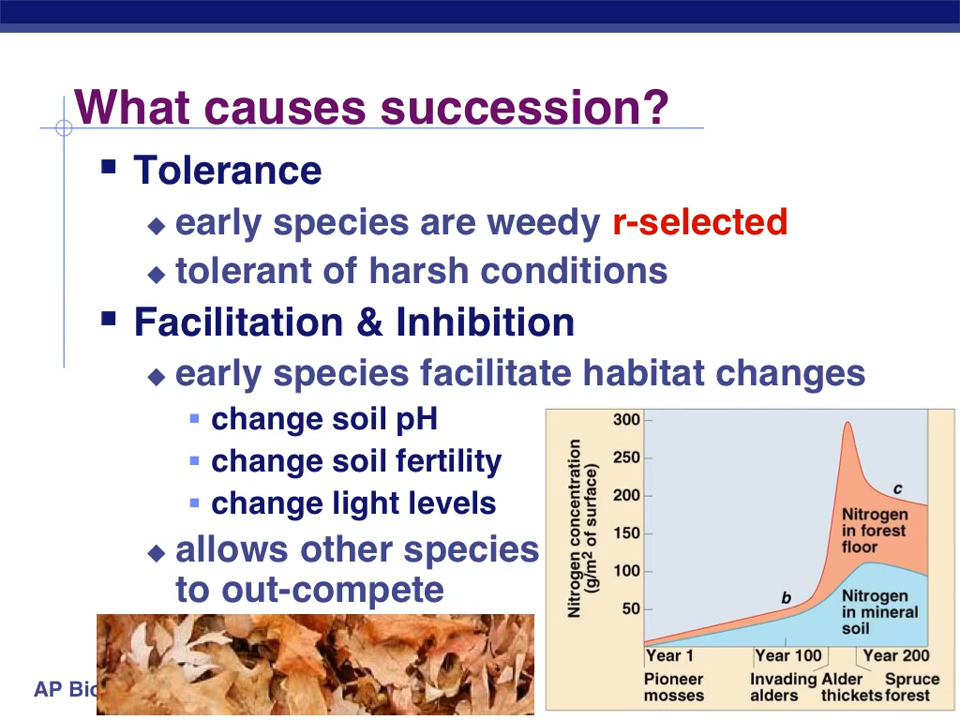 What causes succession?
Tolerance
early species are weedy r-selected
tolerant of harsh conditions
Facilitation & Inhibition
early species facilitate habitat changes
change soil pH
change soil fertility
change light levels
allows other species
to out-compete
Nitrogen concentration
(g/m2 of surface)
300
250
200
150
100
50
b
c
Nitrogen
in forest
floor
Nitrogen
in mineral
soil
Year 1
Year 100
Year 200
Pioneer
mosses
Invading
alders
Alder
thickets
Spruce
forest
AP